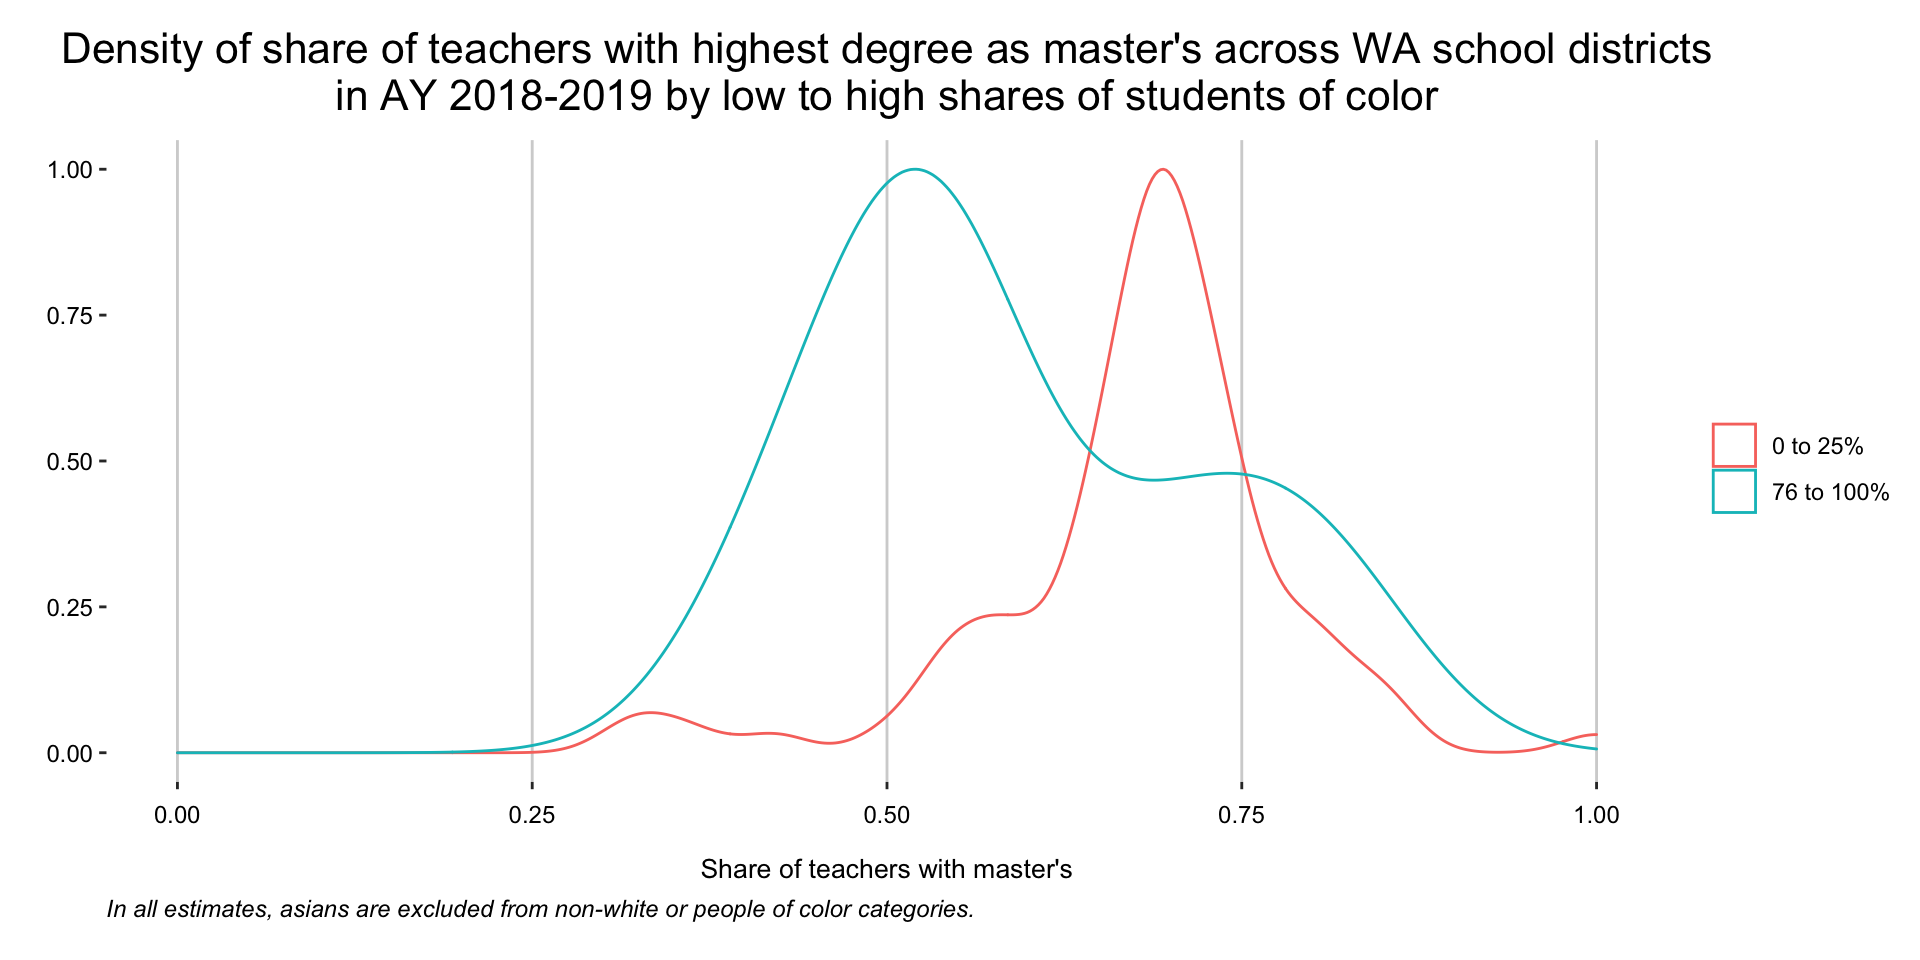 Density of share of teachers with highest degree as master's across WA school districts
in AY 2018-2019 by low to high shares of students of color
1.00
0.75
0.50
0.25
0.00
0 to 25%
76 to 100%
0.00 0.25 0.50 0.75 1.00
Share of teachers with master's
In all estimates, asians are excluded from non-white or people of color categories.